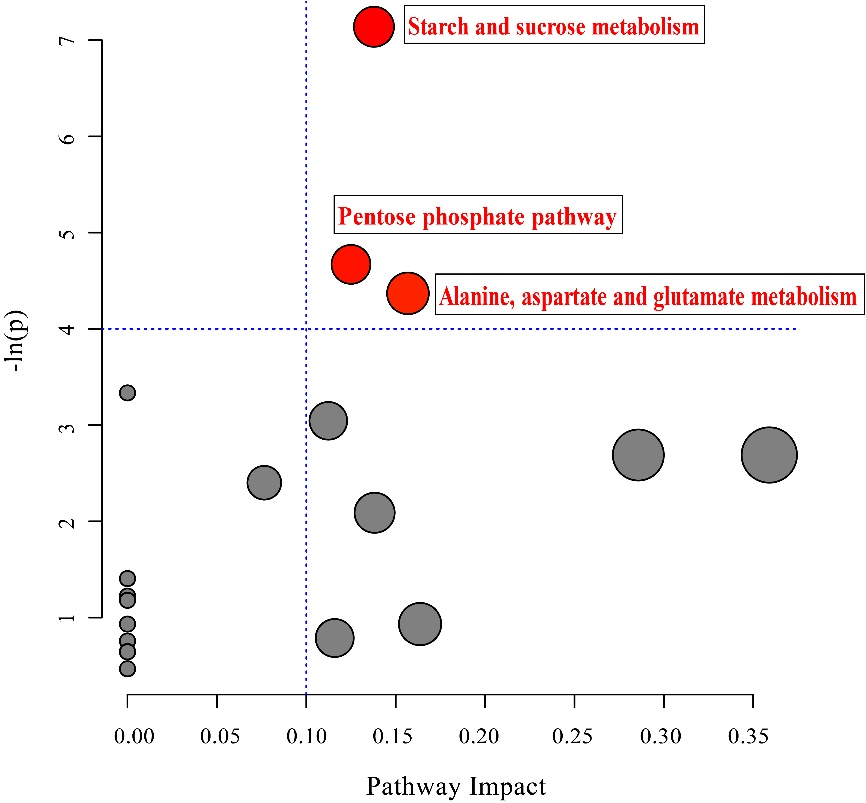 Starch and sucrose metabolism
7
6
Pentose phosphate pathway
5
Alanine, aspartate and glutamate metabolism
4
-ln(p)
3
2
1
0.00 0.05 0.10 0.15 0.20 0.25 0.30 0.35
Pathway Impact